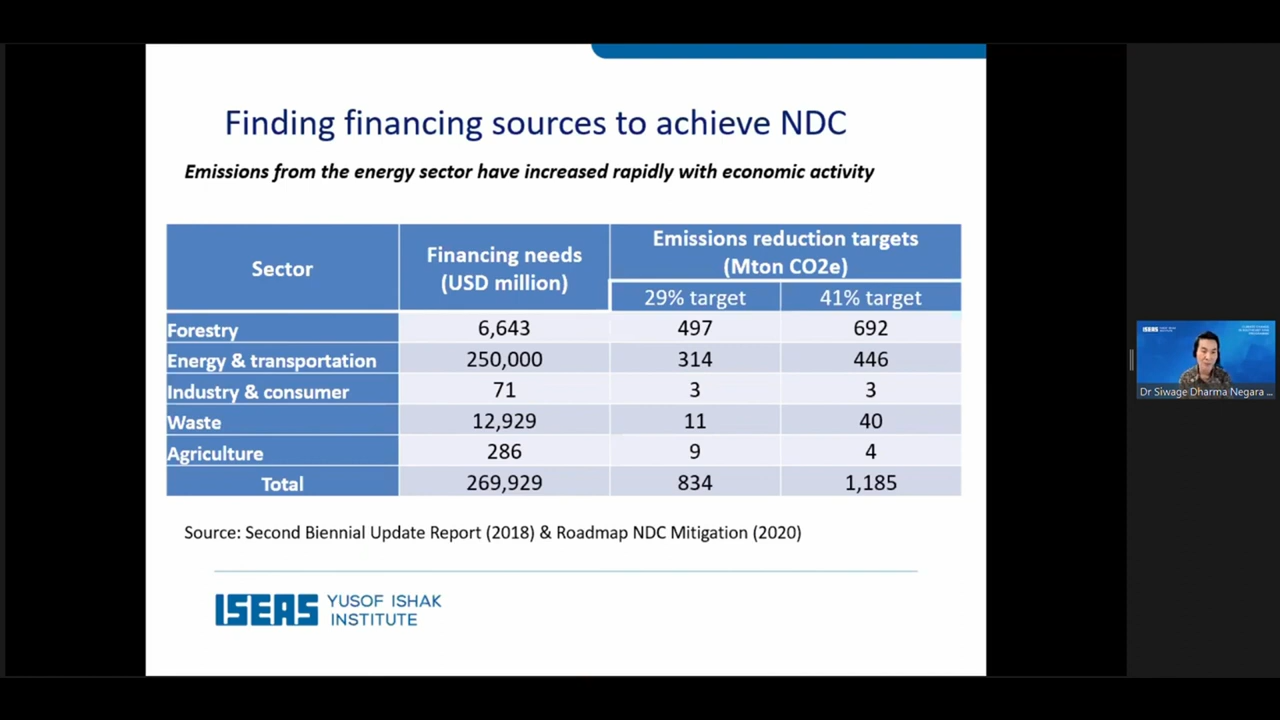 Finding financing sources to achieve NDC
Emissions from the energy sector have increased rapidly with economic activity
Sector
Financing needs
(USD million)
Emissions reduction targets
(Mton CO2e)
29% target
41% target
Forestry 6,643 497 692
Energy & transportation 250,000 314 446
Industry & consumer 71 3 3
Waste 12,929 11 40
Agriculture 286 9 4
Total 269,929 834 1,185
Source: Second Biennial Update Report (2018) & Roadmap NDC Mitigation (2020)
ISEAS YUSOF ISHAK
INSTITUTE
ISEAS
Dr Siwage Dharma Negara ...